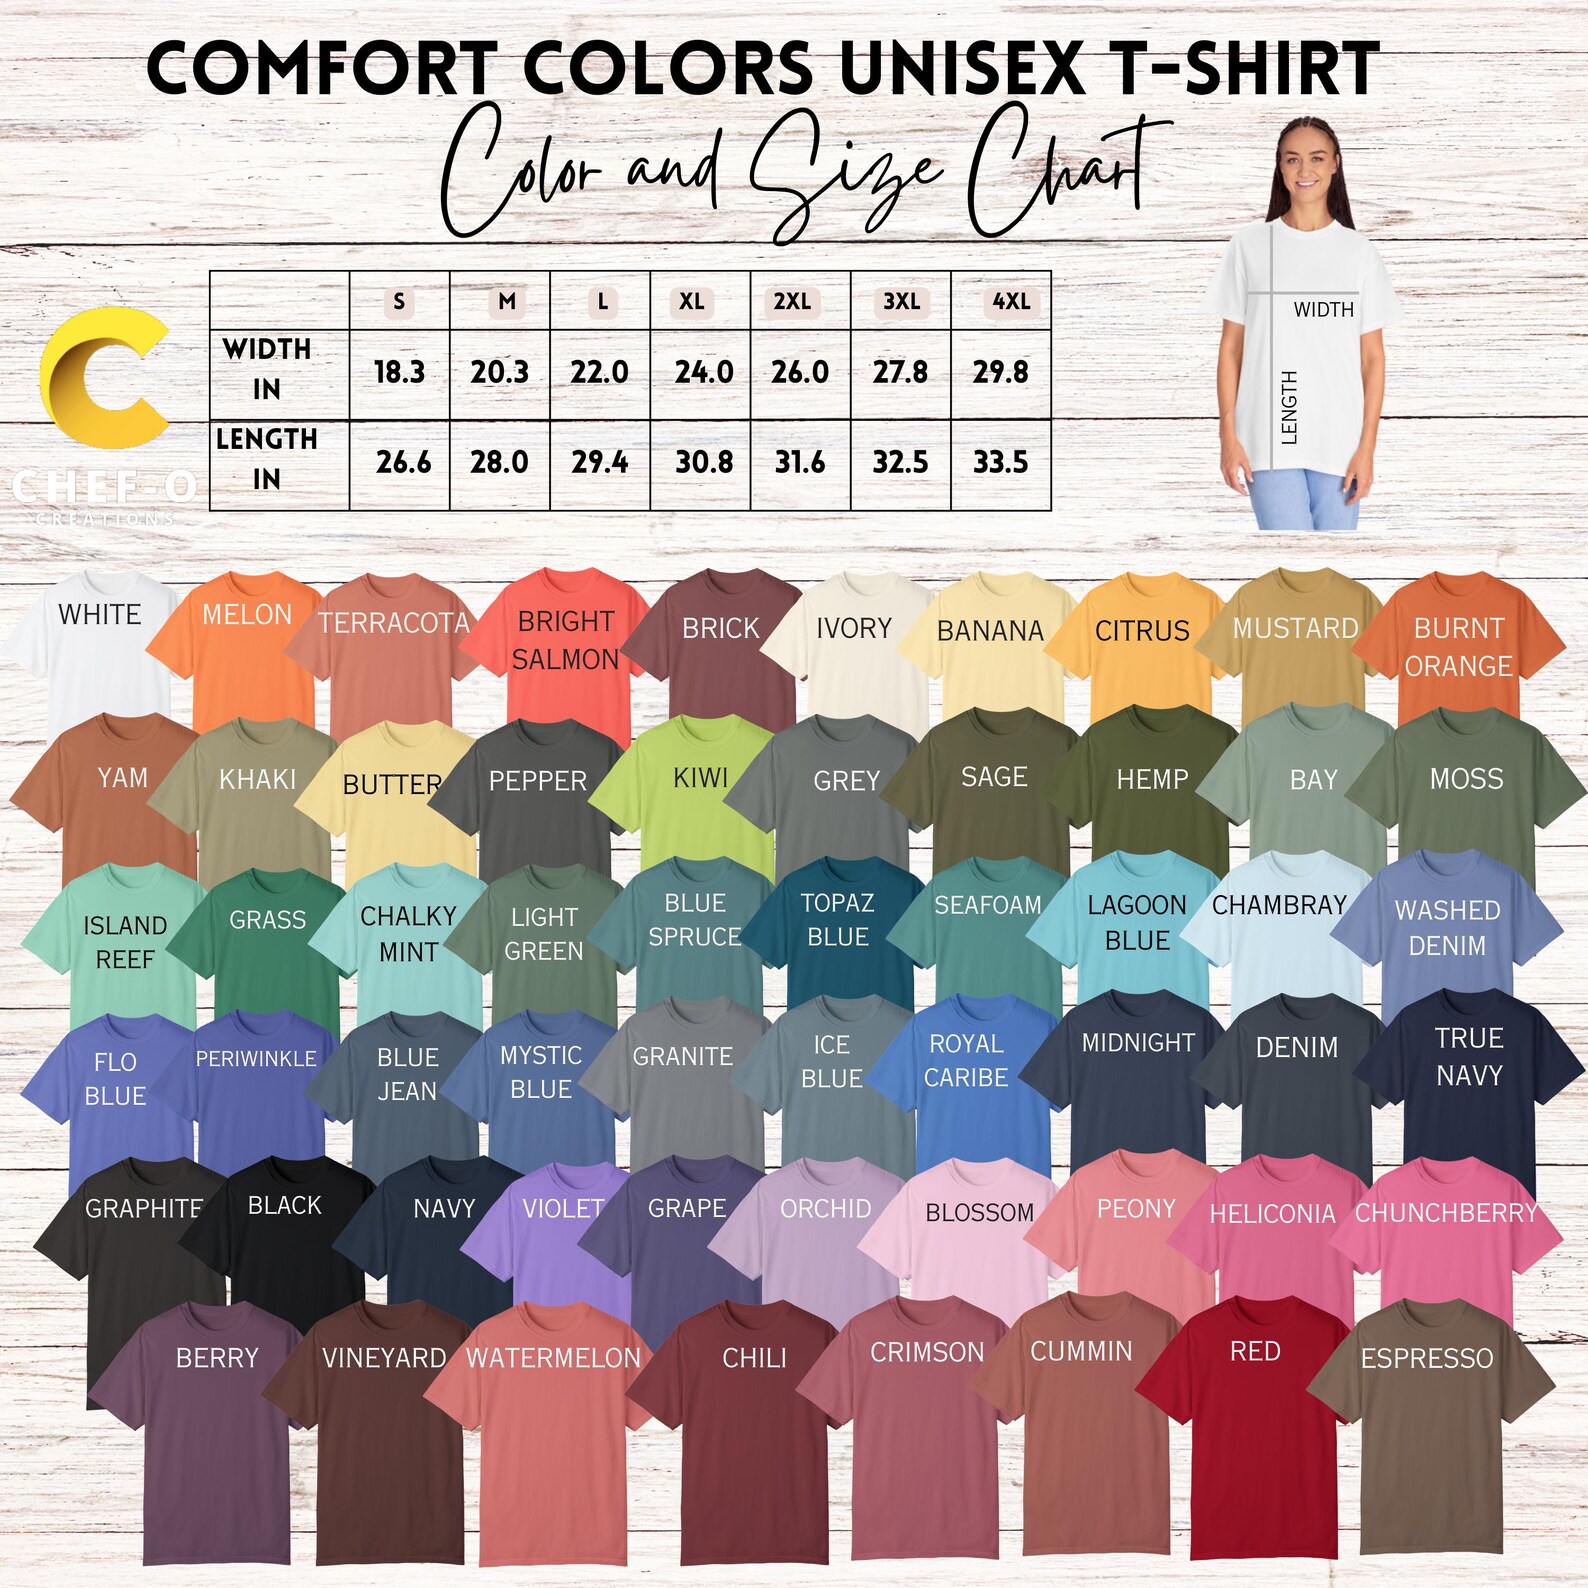 COMFORT COLORS UNISEX T-SHIRT
Color and Size Chart
S M L XL 2XL 3XL 4XL
WIDTH IN 18.3 20.3 22.0 24.0 26.0 27.8 29.8
LENGTH IN 26.6 28.0 29.4 30.8 31.6 32.5 33.5
WIDTH
LENGTH
CHEF-O
CREATIONS
WHITE
MELON
TERRACOTA
BRIGHT
SALMON
BRICK
IVORY
BANANA
CITRUS
MUSTARD
BURNT
ORANGE
YAM
KHAKI
BUTTER
PEPPER
KIWI
GREY
SAGE
HEMP
BAY
MOSS
ISLAND
REEF
GRASS
CHALKY
MINT
LIGHT
GREEN
BLUE
SPRUCE
TOPAZ
BLUE
SEAFOAM
LAGOON
BLUE
CHAMBRAY
WASHED
DENIM
FLO
BLUE
PERIWINKLE
BLUE
JEAN
MYSTIC
BLUE
GRANITE
ICE
BLUE
ROYAL
CARIBE
MIDNIGHT
DENIM
TRUE
NAVY
GRAPHITE
BLACK
NAVY
VIOLET
GRAPE
ORCHID
BLOSSOM
PEONY
HELICONIA
CHUNCHBERRY
BERRY
VINEYARD
WATERMELON
CHILI
CRIMSON
CUMMIN
RED
ESPRESSO